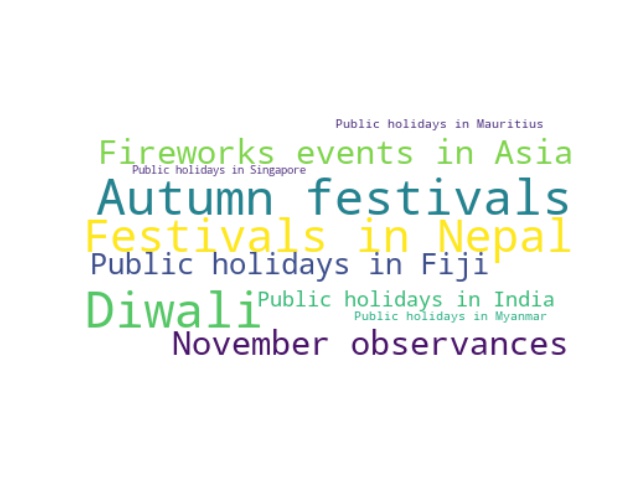 Public holidays in Mauritius
Fireworks events in Asia
Public holidays in Singapore
Autumn festivals
Festivals in Nepal
Public holidays in Fiji
Diwali
Public holidays in India
Public holidays in Myanmar
November observances